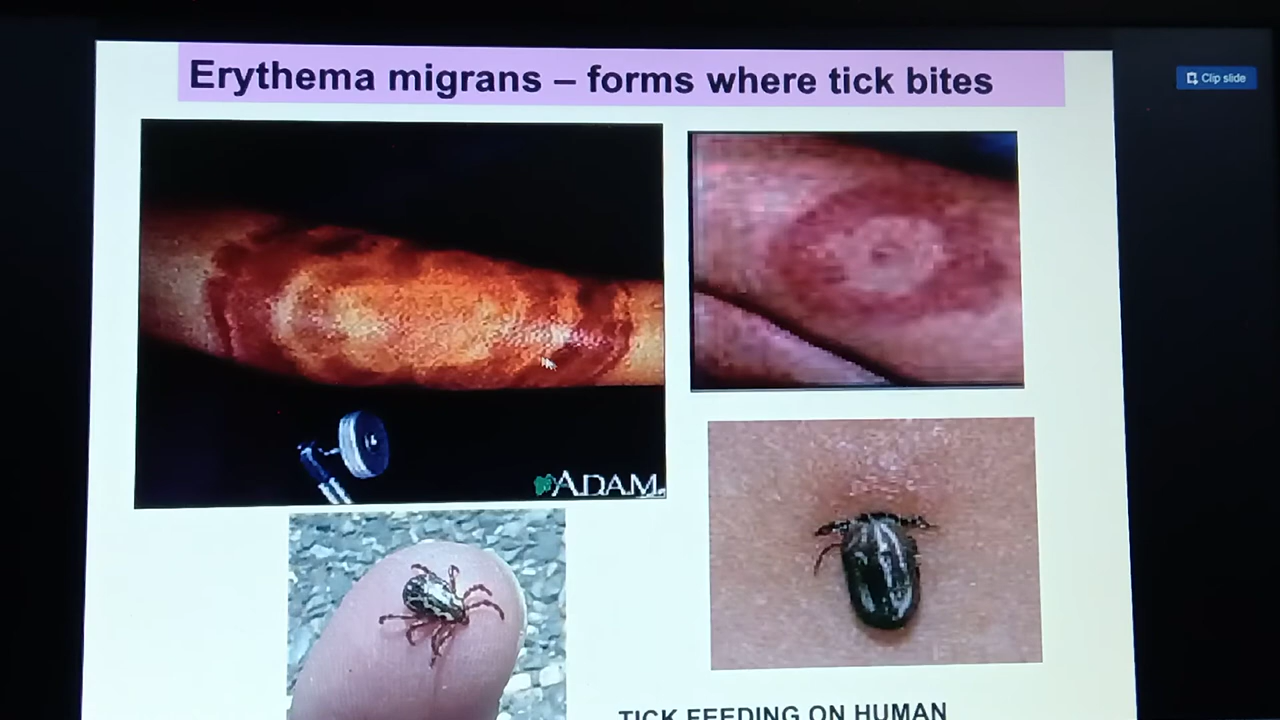 Erythema migrans – forms where tick bites
Clip slide
ADAM.
TICK FEEDING ON HUMAN